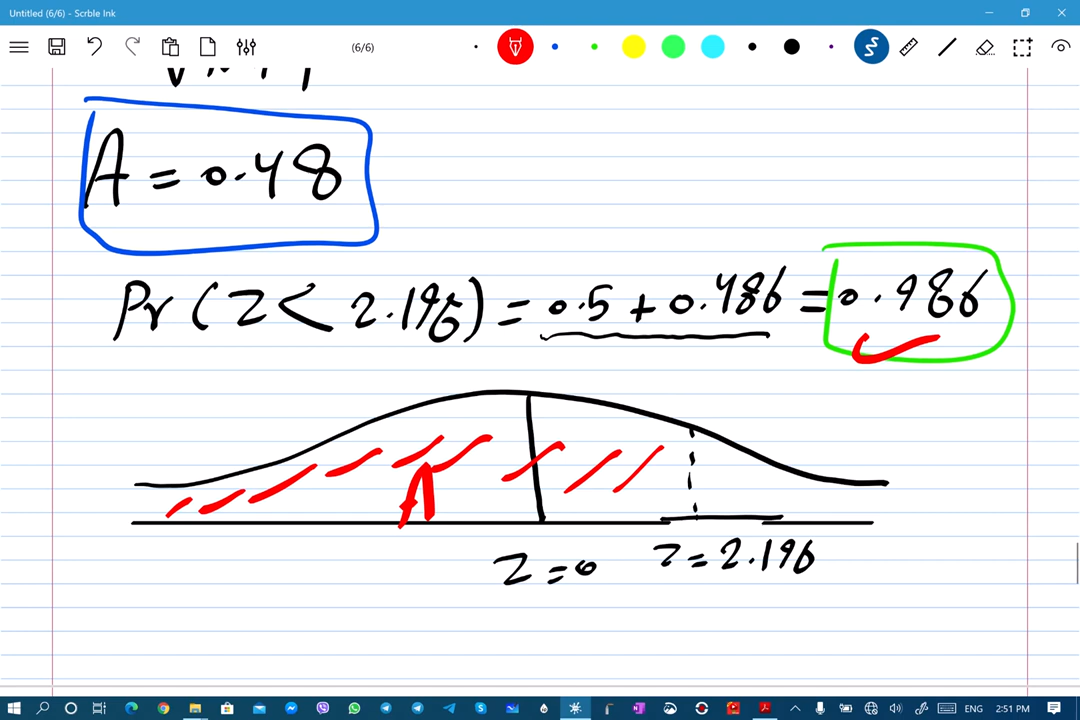 Untitled (6/6) - Scrble Ink
(6/6)
A = 0.48
Pr ( Z < 2.196) = 0.5 + 0.486 = 0.986
Z = 0
Z = 2.196
ENG
2:51 PM